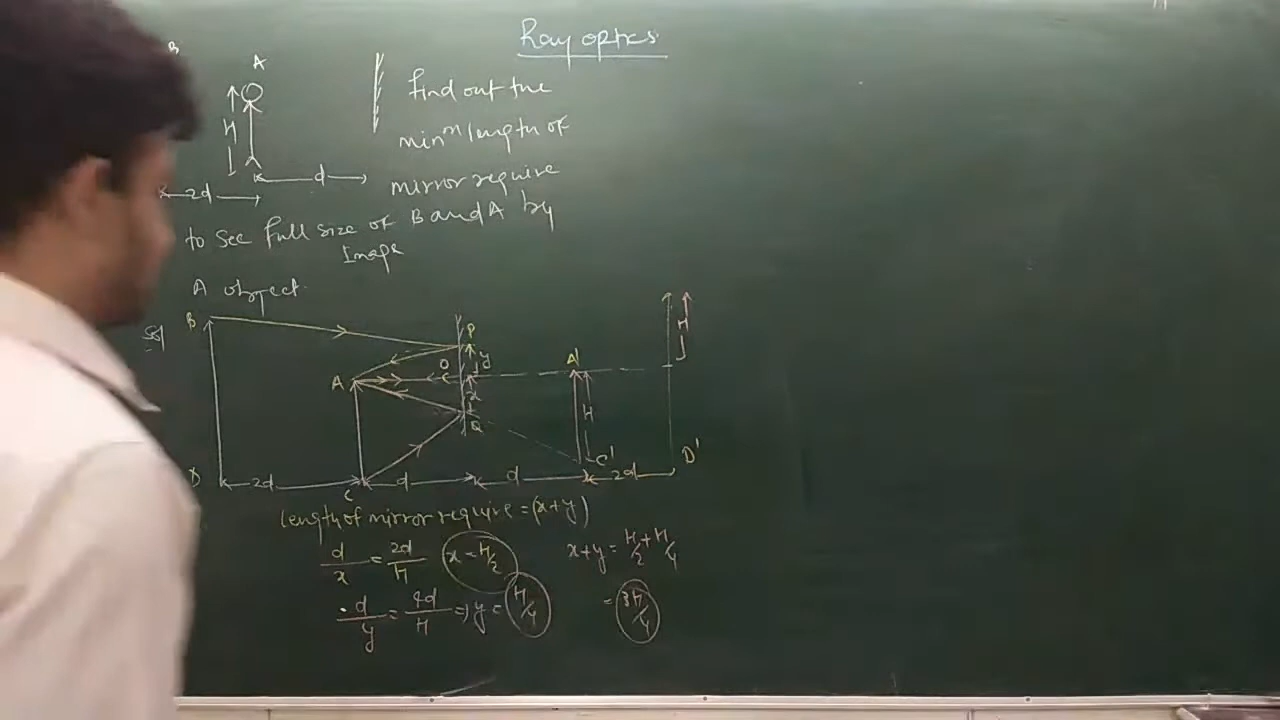 Ray optics
B
A
H
d
2d
find out the
minᵐ length of
mirror require
to see full size of B and A by
Image
A object
Sol
B
P
O
y
A
x
Q
A'
H
H
D
2d
C
d
d
C'
2d
D'
length of mirror require = (x+y)
d/x = 2d/H x = H/2 x+y = H/2 + H/4
d/y = 4d/H ⇒ y = H/4 = 3H/4